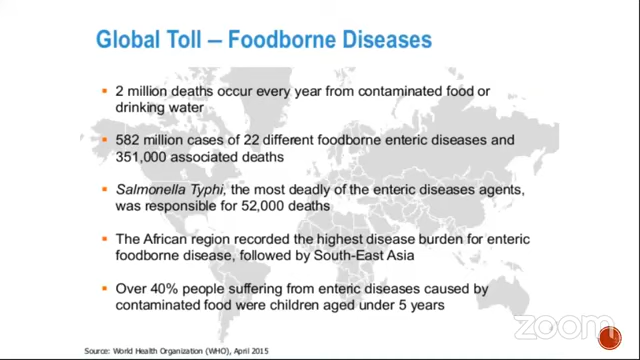 Global Toll — Foodborne Diseases
▪ 2 million deaths occur every year from contaminated food or
drinking water
▪ 582 million cases of 22 different foodborne enteric diseases and
351,000 associated deaths
▪ Salmonella Typhi, the most deadly of the enteric diseases agents,
was responsible for 52,000 deaths
▪ The African region recorded the highest disease burden for enteric
foodborne disease, followed by South-East Asia
▪ Over 40% people suffering from enteric diseases caused by
contaminated food were children aged under 5 years
zoom
Source: World Health Organization (WHO), April 2015